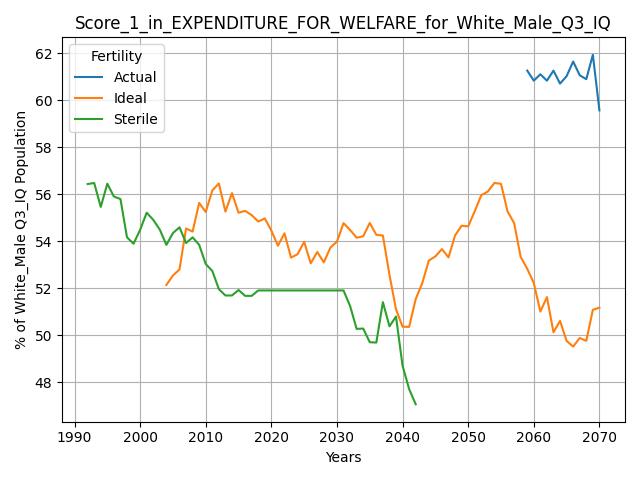 Score_1_in_EXPENDITURE_FOR_WELFARE_for_White_Male_Q3_IQ
Fertility
Actual
Ideal
Sterile
% of White_Male Q3_IQ Population
62
60
58
56
54
52
50
48
1990
2000
2010
2020
2030
2040
2050
2060
2070
Years